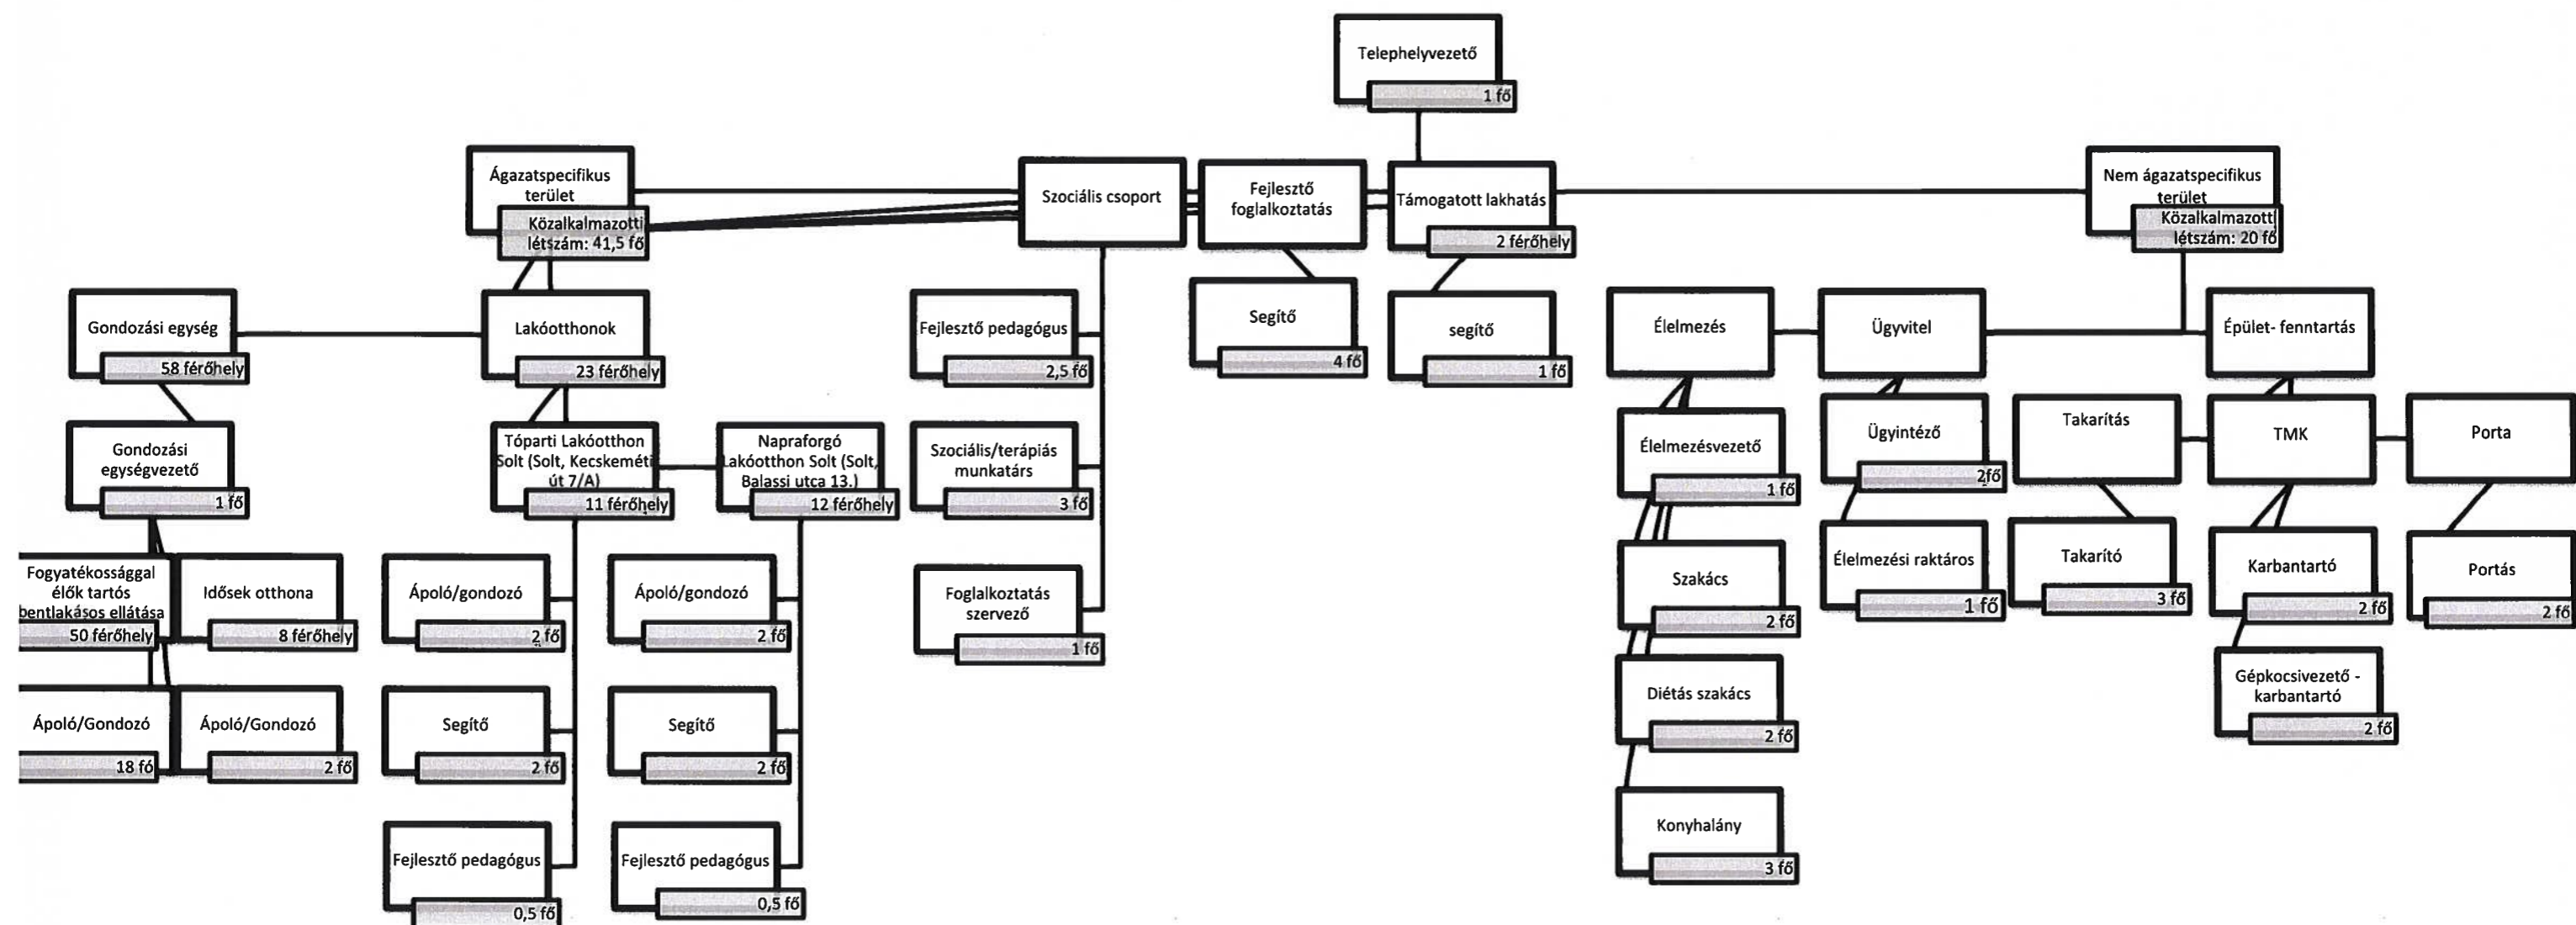 Telephelyvezető
1 fő
Ágazatspecifikus
terület
Közalkalmazotti
létszám: 41,5 fő
Szociális csoport
Fejlesztő
foglalkoztatás
Támogatott lakhatás
2 férőhely
Nem ágazatspecifikus
terület
Közalkalmazotti
létszám: 20 fő
Gondozási egység
58 férőhely
Lakóotthonok
23 férőhely
Fejlesztő pedagógus
2,5 fő
Segítő
4 fő
segítő
1 fő
Élelmezés
Ügyvitel
Épület- fenntartás
Gondozási
egységvezető
1 fő
Tóparti Lakóotthon
Solt (Solt, Kecskeméti
út 7/A)
11 férőhely
Napraforgó
Lakóotthon Solt (Solt,
Balassi utca 13.)
12 férőhely
Szociális/terápiás
munkatárs
3 fő
Élelmezésvezető
1 fő
Ügyintéző
2fő
Takarítás
TMK
Porta
Fogyatékossággal
élők tartós
bentlakásos ellátása
50 férőhely
Idősek otthona
8 férőhely
Ápoló/gondozó
2 fő
Ápoló/gondozó
2 fő
Foglalkoztatás
szervező
1 fő
Szakács
2 fő
Élelmezési raktáros
1 fő
Takarító
3 fő
Karbantartó
2 fő
Portás
2 fő
Ápoló/Gondozó
18 fő
Ápoló/Gondozó
2 fő
Segítő
2 fő
Segítő
2 fő
Diétás szakács
2 fő
Gépkocsivezető -
karbantartó
2 fő
Fejlesztő pedagógus
0,5 fő
Fejlesztő pedagógus
0,5 fő
Konyhalány
3 fő